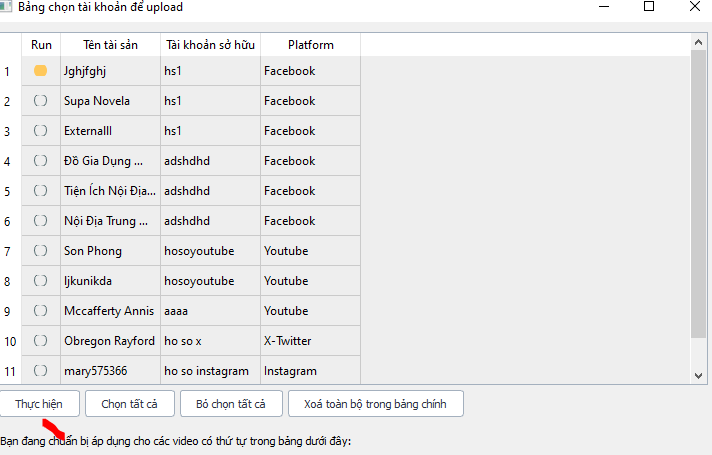 Bảng chọn tài khoản để upload
Run Tên tài sản Tài khoản sở hữu Platform
1 Jghjfghj hs1 Facebook
2 Supa Novela hs1 Facebook
3 Externalll hs1 Facebook
4 Đồ Gia Dụng ... adshdhd Facebook
5 Tiện Ích Nội Địa... adshdhd Facebook
6 Nội Địa Trung ... adshdhd Facebook
7 Son Phong hosoyoutube Youtube
8 ljkunikda hosoyoutube Youtube
9 Mccafferty Annis aaaa Youtube
10 Obregon Rayford ho so x X-Twitter
11 mary575366 ho so instagram Instagram
Thực hiện Chọn tất cả Bỏ chọn tất cả Xoá toàn bộ trong bảng chính
Bạn đang chuẩn bị áp dụng cho các video có thứ tự trong bảng dưới đây: